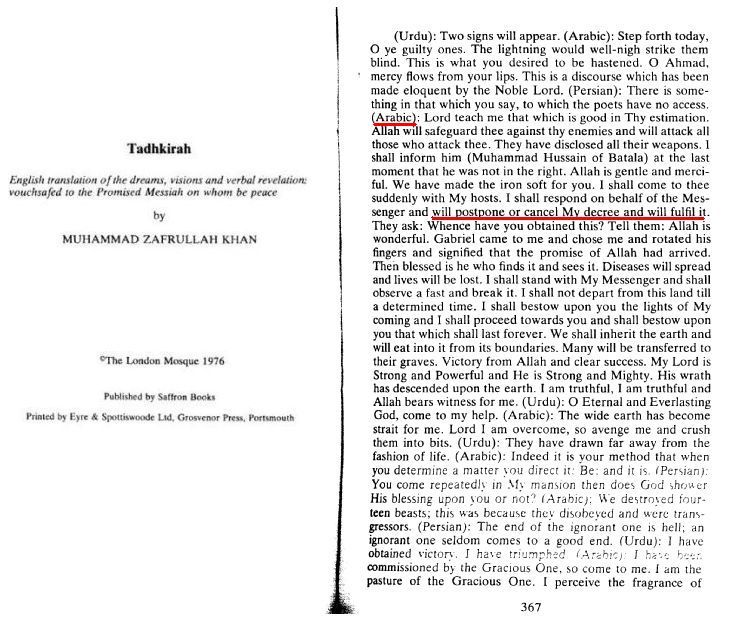 Tadhkirah
English translation of the dreams, visions and verbal revelation:
vouchsafed to the Promised Messiah on whom be peace
by
MUHAMMAD ZAFRULLAH KHAN
©The London Mosque 1976
Published by Saffron Books
Printed by Eyre & Spottiswoode Ltd, Grosvenor Press, Portsmouth
(Urdu): Two signs will appear. (Arabic): Step forth today,
O ye guilty ones. The lightning would well-nigh strike them
blind. This is what you desired to be hastened. O Ahmad,
mercy flows from your lips. This is a discourse which has been
made eloquent by the Noble Lord. (Persian): There is some-
thing in that which you say, to which the poets have no access.
(Arabic): Lord teach me that which is good in Thy estimation.
Allah will safeguard thee against thy enemies and will attack all
those who attack thee. They have disclosed all their weapons. I
shall inform him (Muhammad Hussain of Batala) at the last
moment that he was not in the right. Allah is gentle and merci-
ful. We have made the iron soft for you. I shall come to thee
suddenly with My hosts. I shall respond on behalf of the Mes-
senger and will postpone or cancel My decree and will fulfil it.
They ask: Whence have you obtained this? Tell them: Allah is
wonderful. Gabriel came to me and chose me and rotated his
fingers and signified that the promise of Allah had arrived.
Then blessed is he who finds it and sees it. Diseases will spread
and lives will be lost. I shall stand with My Messenger and shall
observe a fast and break it. I shall not depart from this land till
a determined time. I shall bestow upon you the lights of My
coming and I shall proceed towards you and shall bestow upon
you that which shall last forever. We shall inherit the earth and
will eat into it from its boundaries. Many will be transferred to
their graves. Victory from Allah and clear success. My Lord is
Strong and Powerful and He is Strong and Mighty. His wrath
has descended upon the earth. I am truthful, I am truthful and
Allah bears witness for me. (Urdu): O Eternal and Everlasting
God, come to my help. (Arabic): The wide earth has become
strait for me. Lord I am overcome, so avenge me and crush
them into bits. (Urdu): They have drawn far away from the
fashion of life. (Arabic): Indeed it is your method that when
you determine a matter you direct it: Be: and it is. (Persian):
You come repeatedly in My mansion then does God shower
His blessing upon you or not? (Arabic): We destroyed four-
teen beasts; this was because they disobeyed and were trans-
gressors. (Persian): The end of the ignorant one is hell; an
ignorant one seldom comes to a good end. (Urdu): I have
obtained victory. I have triumphed. (Arabic): I have been
commissioned by the Gracious One, so come to me. I am the
pasture of the Gracious One. I perceive the fragrance of
367